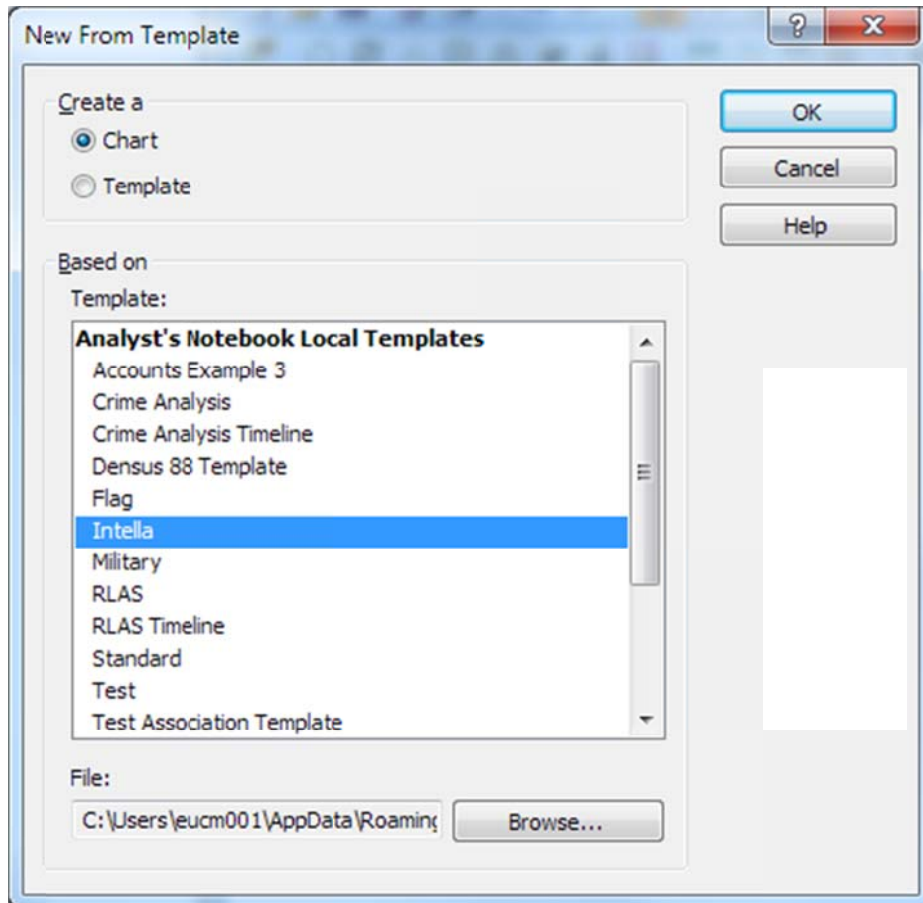 New From Template
Create a
Chart
Template
OK
Cancel
Help
Based on
Template:
Analyst's Notebook Local Templates
Accounts Example 3
Crime Analysis
Crime Analysis Timeline
Densus 88 Template
Flag
Intella
Military
RLAS
RLAS Timeline
Standard
Test
Test Association Template
File:
C:\Users\eucm001\AppData\Roaming
Browse...